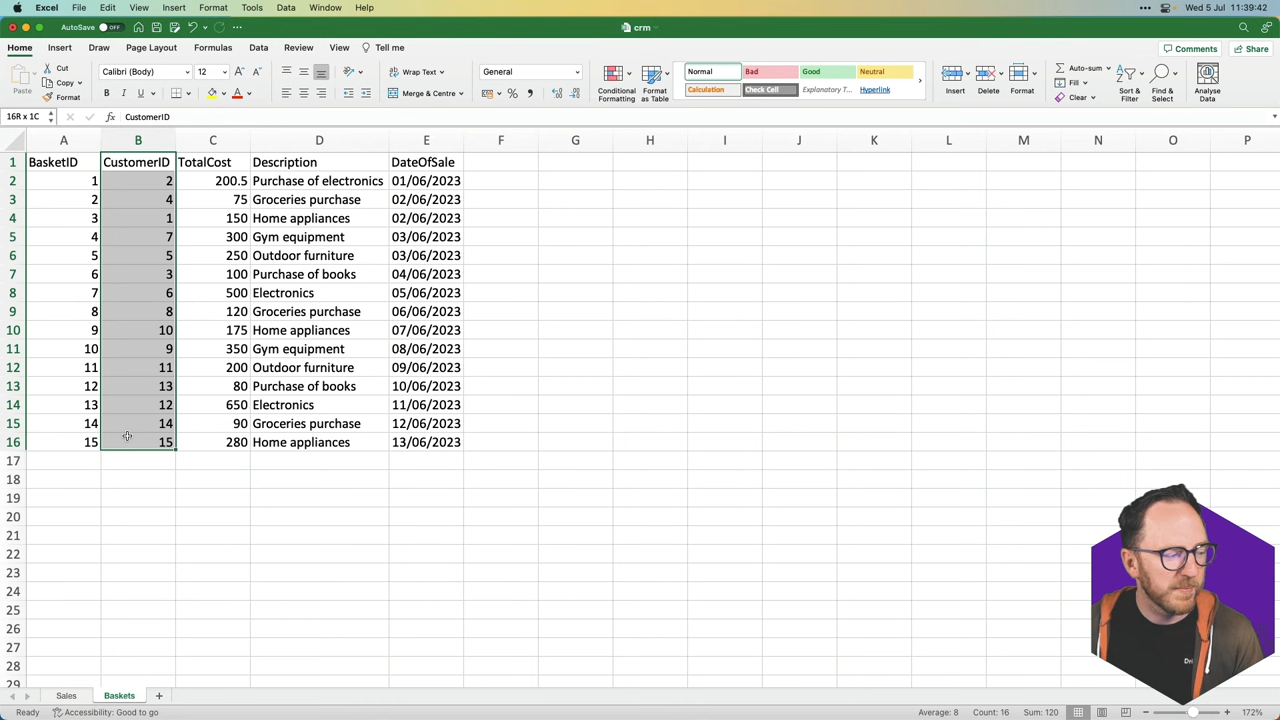 Excel File Edit View Insert Format Tools Data Window Help Wed 5 Jul 11:39:42
AutoSave OFF crm
Home Insert Draw Page Layout Formulas Data Review View Tell me Comments Share
Paste Cut Copy Format Calibri (Body) 12 Wrap Text Merge & Centre General Conditional Formatting Format as Table Normal Bad Good Neutral Calculation Check Cell Explanatory T... Hyperlink Insert Delete Format Auto-sum Fill Clear Sort & Filter Find & Select Analyse Data
16R x 1C fx CustomerID
A B C D E F G H I J K L M N O P
1 BasketID CustomerID TotalCost Description DateOfSale
2 1 2 200.5 Purchase of electronics 01/06/2023
3 2 4 75 Groceries purchase 02/06/2023
4 3 1 150 Home appliances 02/06/2023
5 4 7 300 Gym equipment 03/06/2023
6 5 5 250 Outdoor furniture 03/06/2023
7 6 3 100 Purchase of books 04/06/2023
8 7 6 500 Electronics 05/06/2023
9 8 8 120 Groceries purchase 06/06/2023
10 9 10 175 Home appliances 07/06/2023
11 10 9 350 Gym equipment 08/06/2023
12 11 11 200 Outdoor furniture 09/06/2023
13 12 13 80 Purchase of books 10/06/2023
14 13 12 650 Electronics 11/06/2023
15 14 14 90 Groceries purchase 12/06/2023
16 15 15 280 Home appliances 13/06/2023
17
18
19
20
21
22
23
24
25
26
27
28
29
Sales Baskets
Ready Accessibility: Good to go Average: 8 Count: 16 Sum: 120 172%